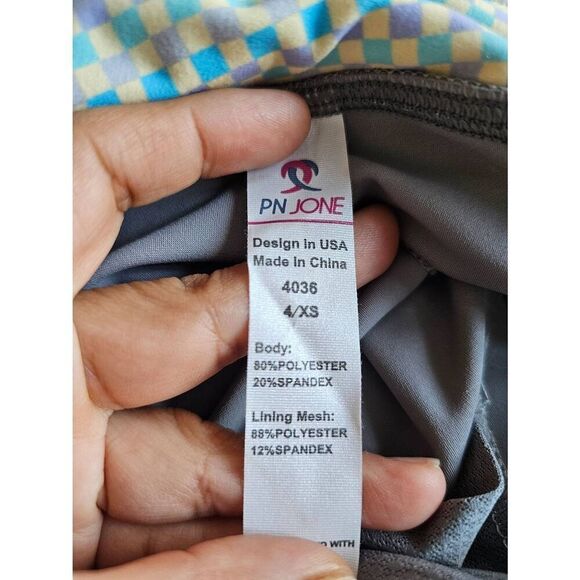 PN JONE
Design in USA
Made In China
4036
4/XS
Body:
80%POLYESTER
20%SPANDEX
Lining Mesh:
88%POLYESTER
12%SPANDEX
WITH